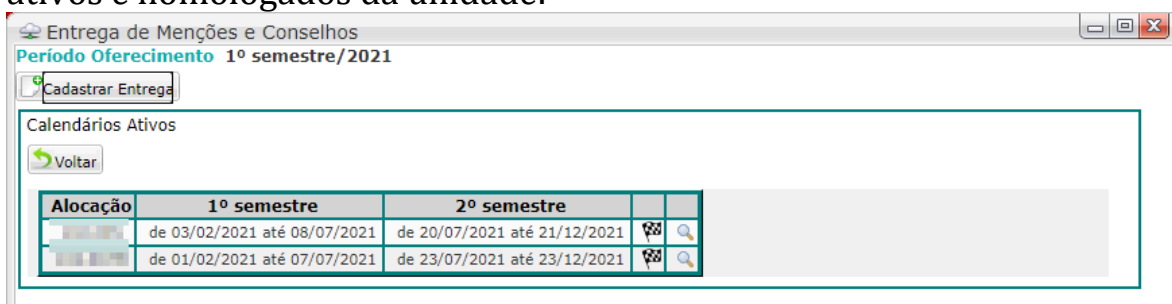 ativos e homologados da unidade.
Entrega de Menções e Conselhos
Período Oferecimento 1º semestre/2021
Cadastrar Entrega
Calendários Ativos
Voltar
Alocação 1º semestre 2º semestre
de 03/02/2021 até 08/07/2021 de 20/07/2021 até 21/12/2021
de 01/02/2021 até 07/07/2021 de 23/07/2021 até 23/12/2021